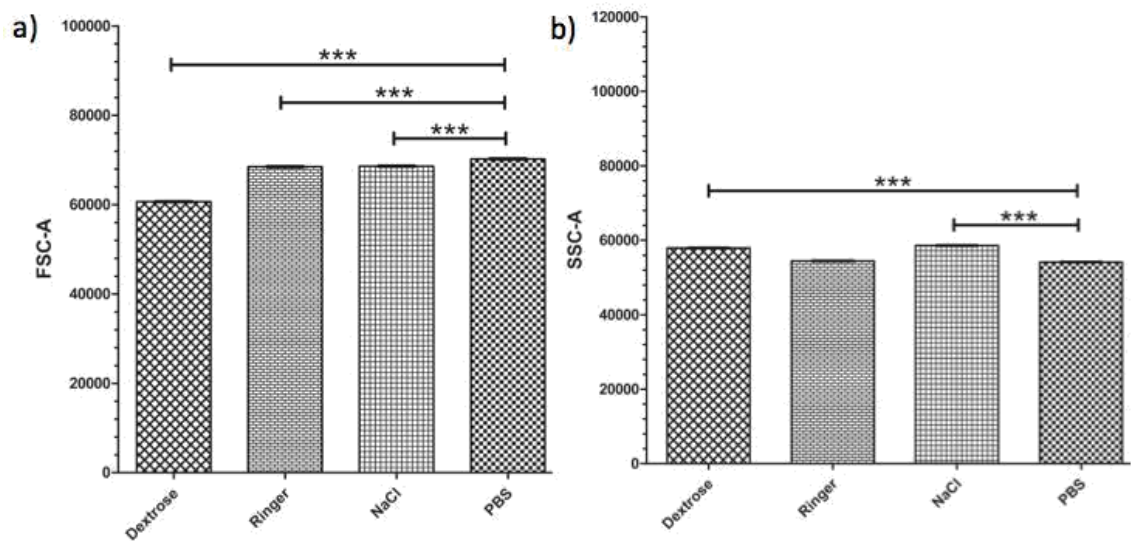 a)
FSC-A
100000
80000
60000
40000
20000
0
***
***
***
Dextrose
Ringer
NaCl
PBS
b)
SSC-A
120000
100000
80000
60000
40000
20000
0
***
***
Dextrose
Ringer
NaCl
PBS